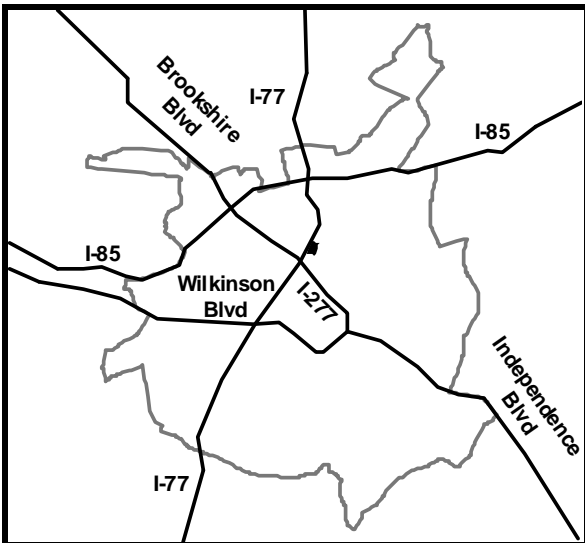 Brookshire
Blvd
I-77
I-85
I-85
Wilkinson
Blvd
I-277
Independence
Blvd
I-77